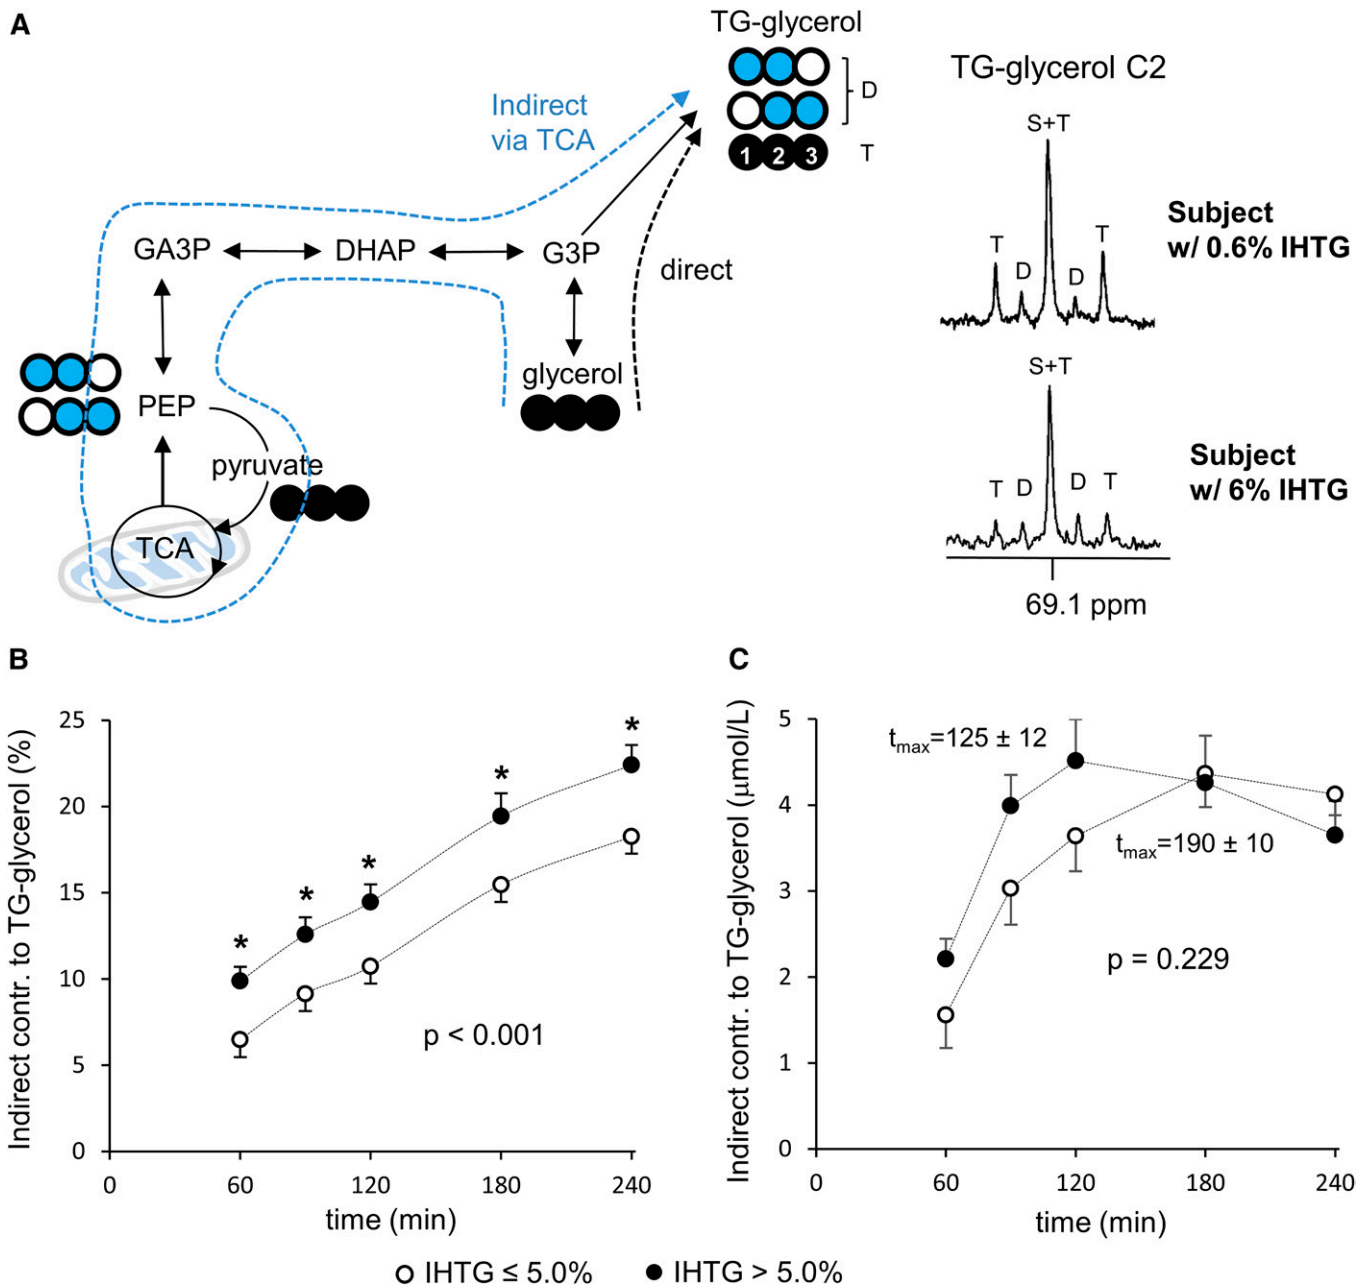 A
TG-glycerol
D
1 2 3 T
Indirect
via TCA
GA3P DHAP G3P
direct
glycerol
PEP
pyruvate
TCA
TG-glycerol C2
S+T
T D D T
Subject
w/ 0.6% IHTG
S+T
T D D T
Subject
w/ 6% IHTG
69.1 ppm
B
Indirect contr. to TG-glycerol (%)
25
20
15
10
5
0
* * * * *
p < 0.001
0 60 120 180 240
time (min)
C
Indirect contr. to TG-glycerol (μmol/L)
5
4
3
2
1
0
tmax=125 ± 12
tmax=190 ± 10
p = 0.229
0 60 120 180 240
time (min)
IHTG ≤ 5.0% IHTG > 5.0%